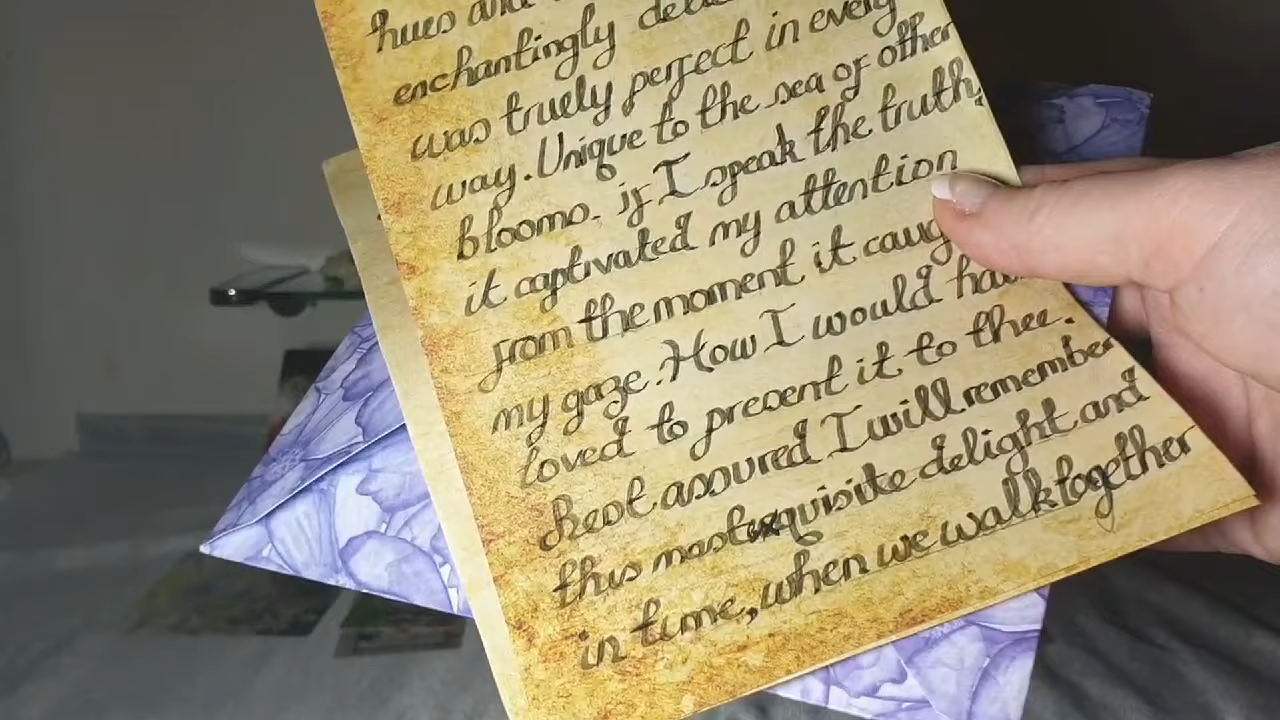 hues and
enchantingly
was truely perfect in every
way. Unique to the sea of other
blooms. if I speak the truth,
it captivated my attention
from the moment it
my gaze. How I would
loved to present it to thee.
Rest assured I will remember
this most exquisite delight and
in time, when we walk together